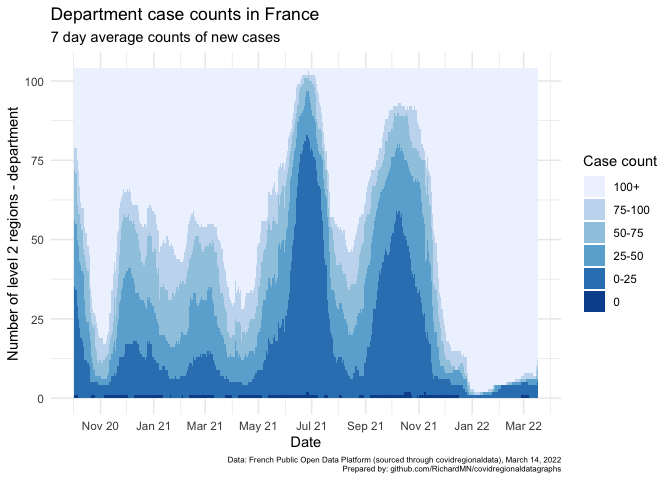 Department case counts in France
7 day average counts of new cases
Number of level 2 regions - department
100
75
50
25
0
Nov 20 Jan 21 Mar 21 May 21 Jul 21 Sep 21 Nov 21 Jan 22 Mar 22
Date
Case count
100+
75-100
50-75
25-50
0-25
0
Data: French Public Open Data Platform (sourced through covidregionaldata), March 14, 2022
Prepared by: github.com/RichardMN/covidregionaldatagraphs